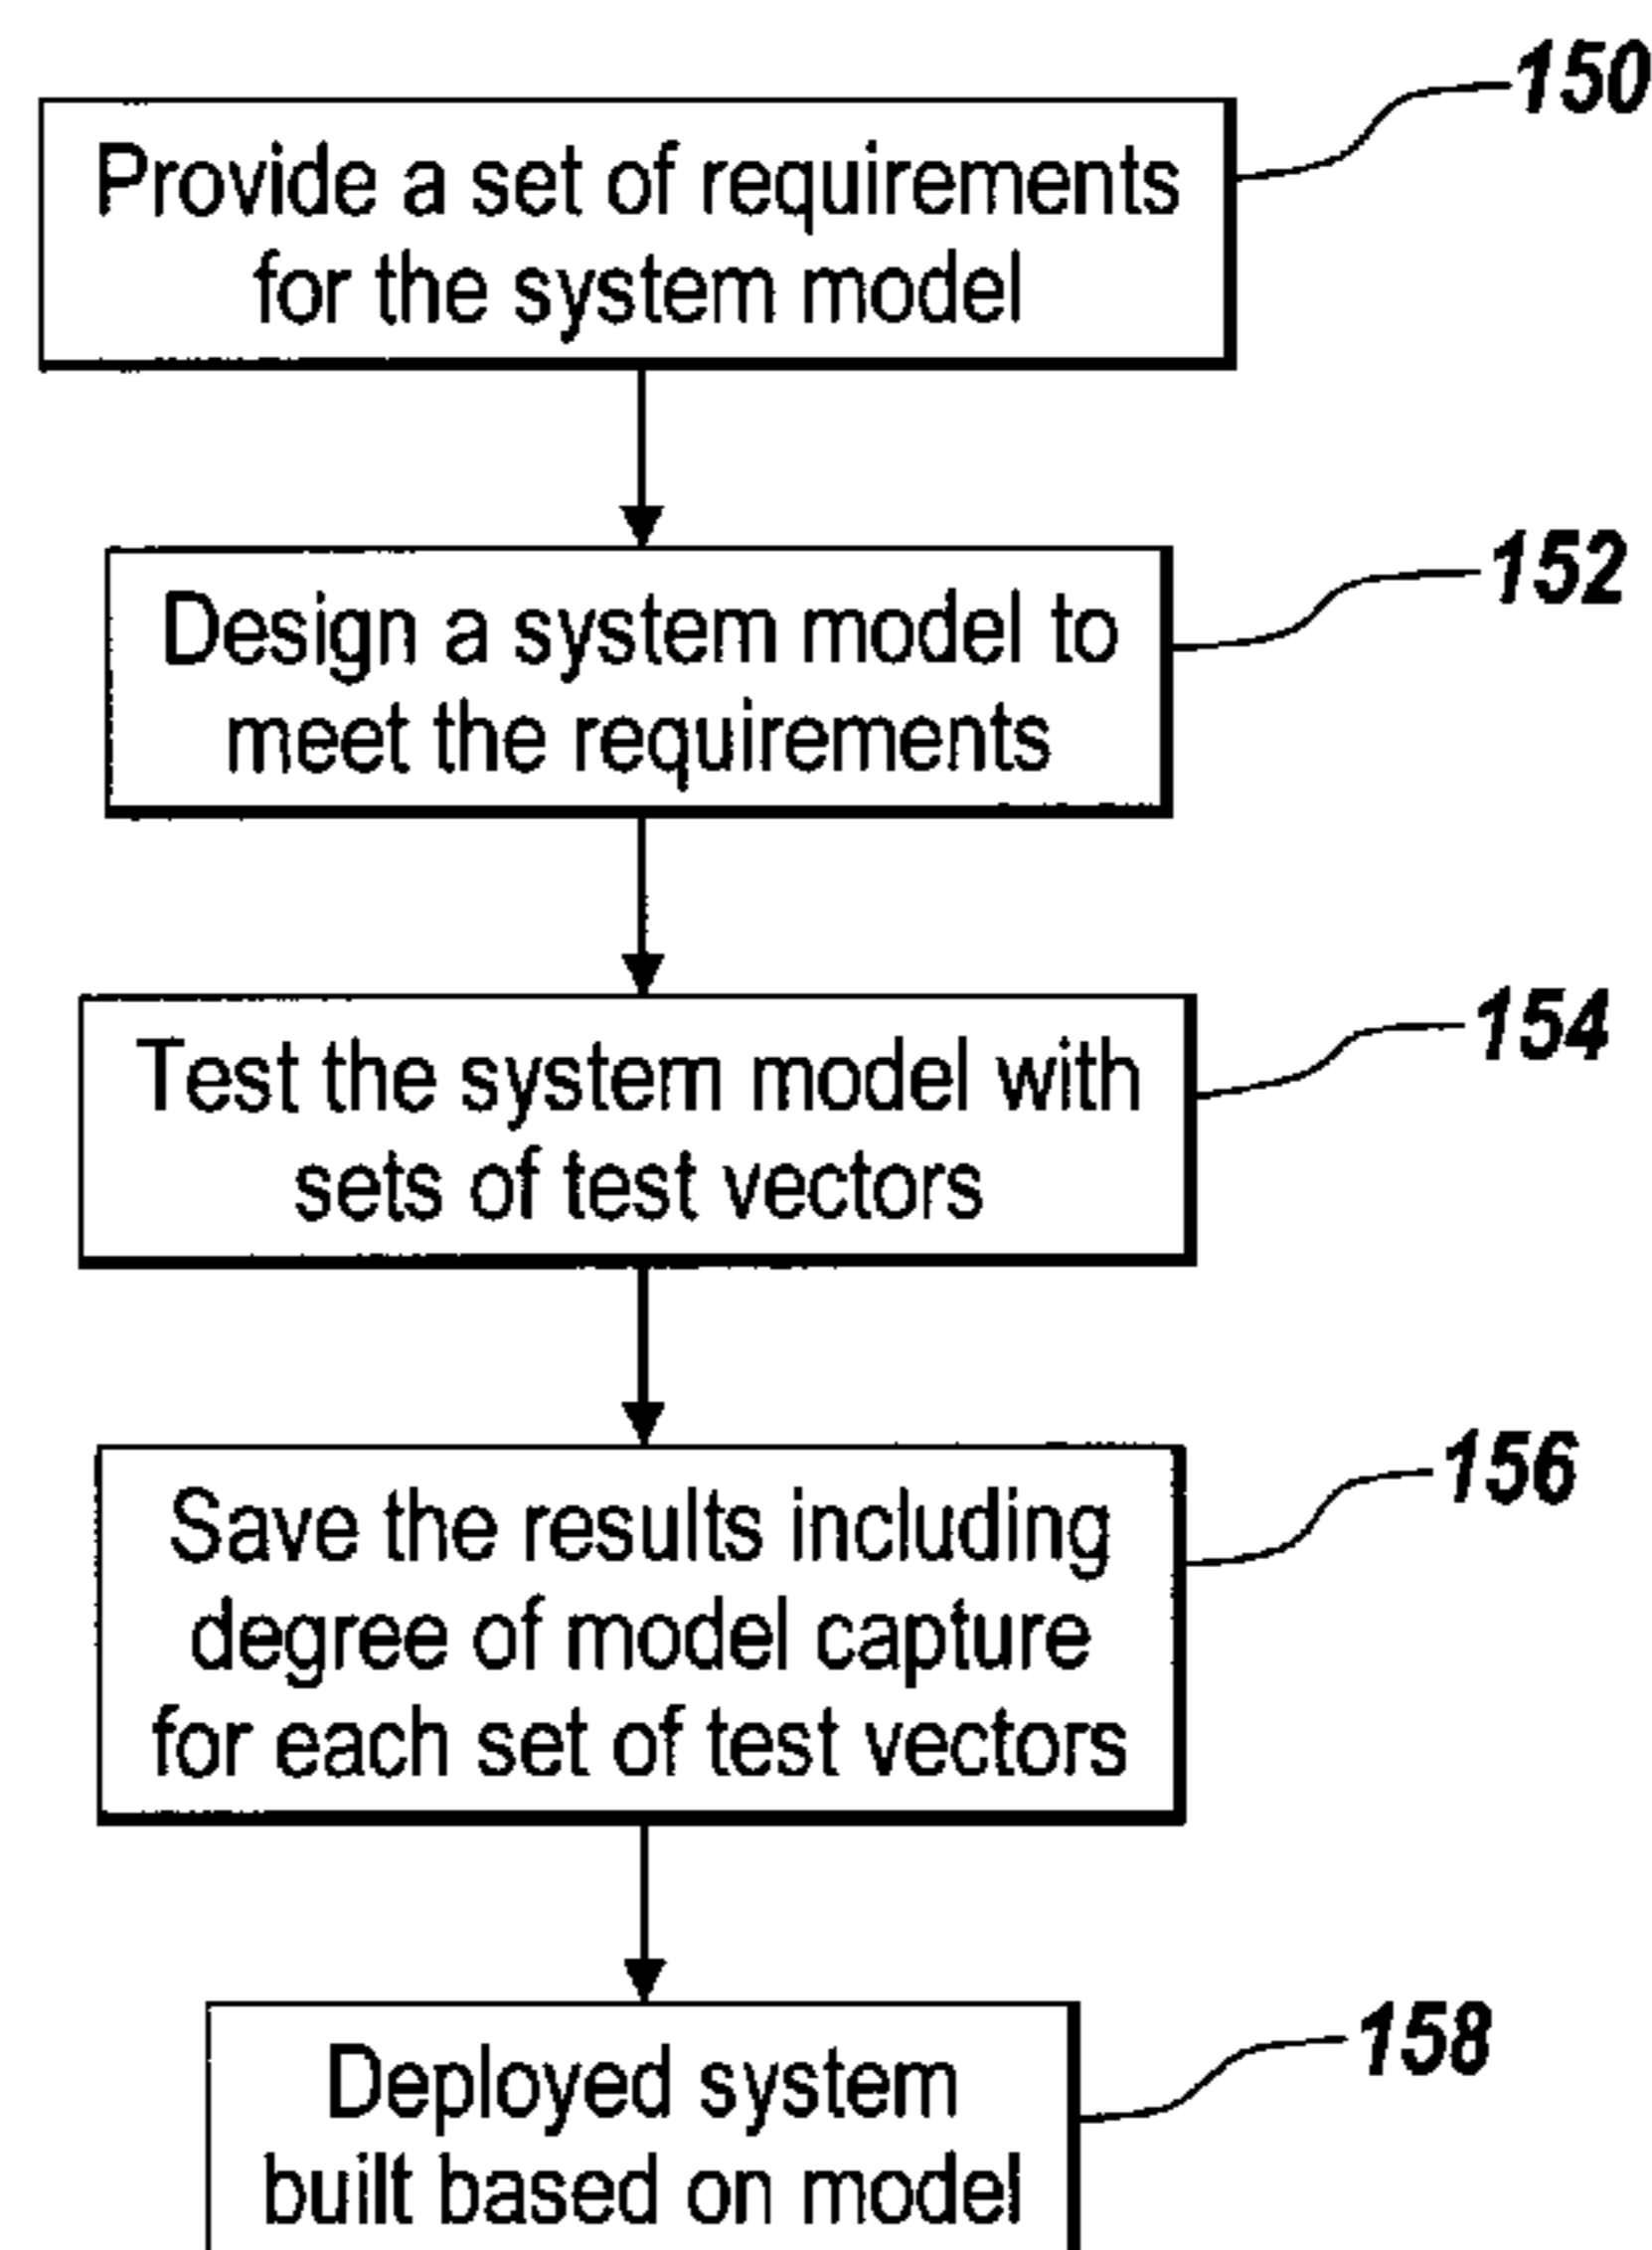 150
Provide a set of requirements
for the system model
152
Design a system model to
meet the requirements
154
Test the system model with
sets of test vectors
156
Save the results including
degree of model capture
for each set of test vectors
158
Deployed system
built based on model